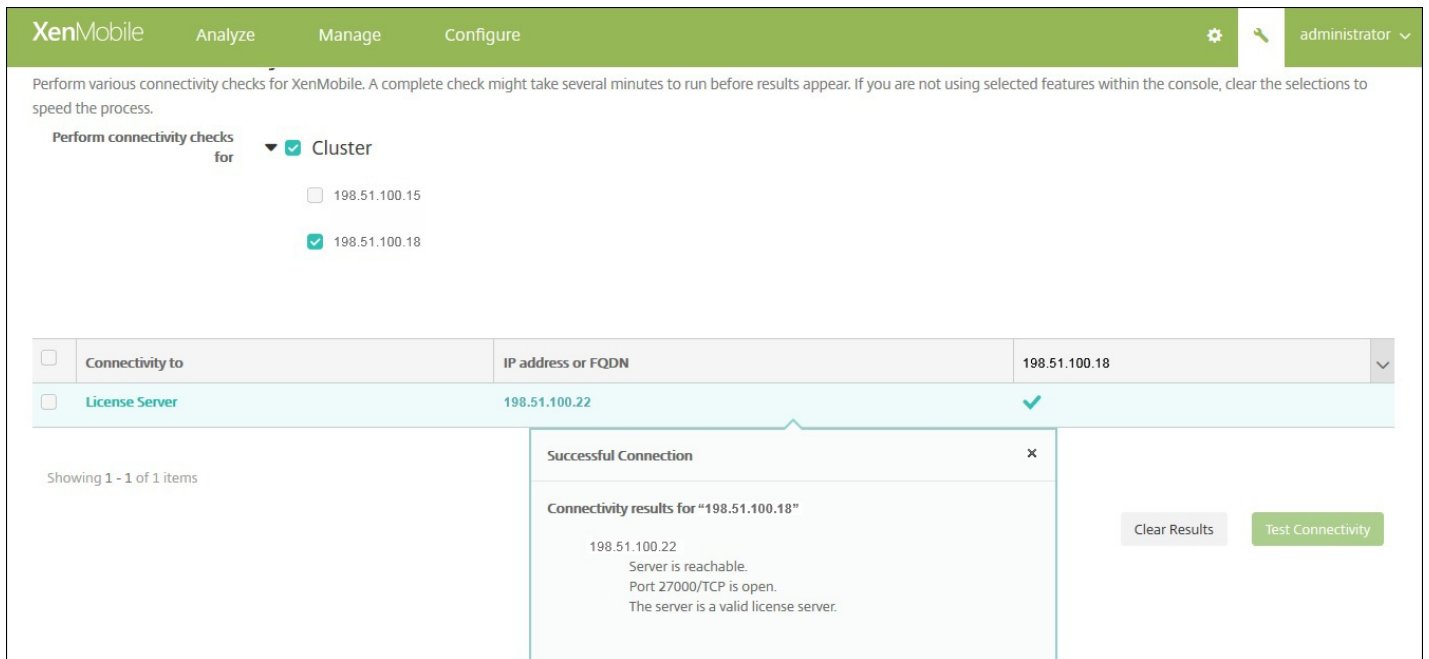 XenMobile Analyze Manage Configure administrator
Perform various connectivity checks for XenMobile. A complete check might take several minutes to run before results appear. If you are not using selected features within the console, clear the selections to
speed the process.
Perform connectivity checks
for
Cluster
198.51.100.15
198.51.100.18
Connectivity to IP address or FQDN 198.51.100.18
License Server 198.51.100.22
Successful Connection
Showing 1 - 1 of 1 items
Connectivity results for “198.51.100.18”
Clear Results Test Connectivity
198.51.100.22
Server is reachable.
Port 27000/TCP is open.
The server is a valid license server.